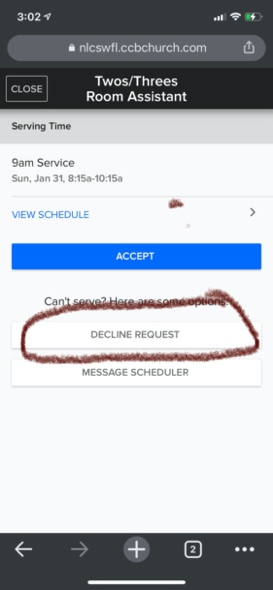 3:02
nlcswfl.ccbchurch.com
CLOSE
Twos/Threes
Room Assistant
Serving Time
9am Service
Sun, Jan 31, 8:15a-10:15a
VIEW SCHEDULE
ACCEPT
Can't serve? Here are some options:
DECLINE REQUEST
MESSAGE SCHEDULER
2